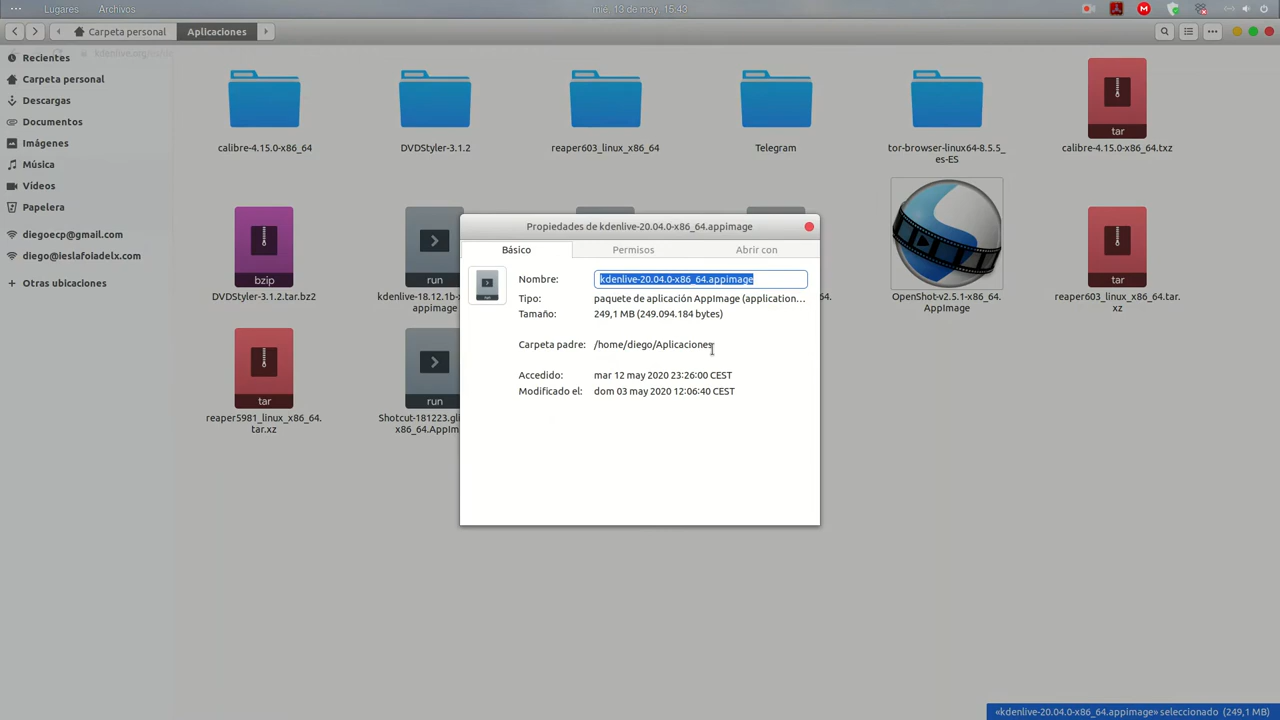 Lugares Archivos mié, 13 de may, 15:43
Carpeta personal Aplicaciones
Recientes
Carpeta personal
Descargas
Documentos
Imágenes
Música
Vídeos
Papelera
diegoecp@gmail.com
diego@ieslafoiadelx.com
Otras ubicaciones
tar
calibre-4.15.0-x86_64
DVDStyler-3.1.2
reaper603_linux_x86_64
Telegram
tor-browser-linux64-8.5.5_
es-ES
calibre-4.15.0-x86_64.txz
bzip
run
tar
DVDStyler-3.1.2.tar.bz2
kdenlive-18.12.1b-
appimage
64.
OpenShot-v2.5.1-x86_64.
AppImage
reaper603_linux_x86_64.tar.
xz
tar
run
reaper5981_linux_x86_64.
tar.xz
Shotcut-181223.gli
x86_64.AppIm
Propiedades de kdenlive-20.04.0-x86_64.appimage
Básico Permisos Abrir con
Nombre: kdenlive-20.04.0-x86_64.appimage
Tipo: paquete de aplicación AppImage (application…
Tamaño: 249,1 MB (249.094.184 bytes)
Carpeta padre: /home/diego/Aplicaciones
Accedido: mar 12 may 2020 23:26:00 CEST
Modificado el: dom 03 may 2020 12:06:40 CEST
«kdenlive-20.04.0-x86_64.appimage» seleccionado (249,1 MB)